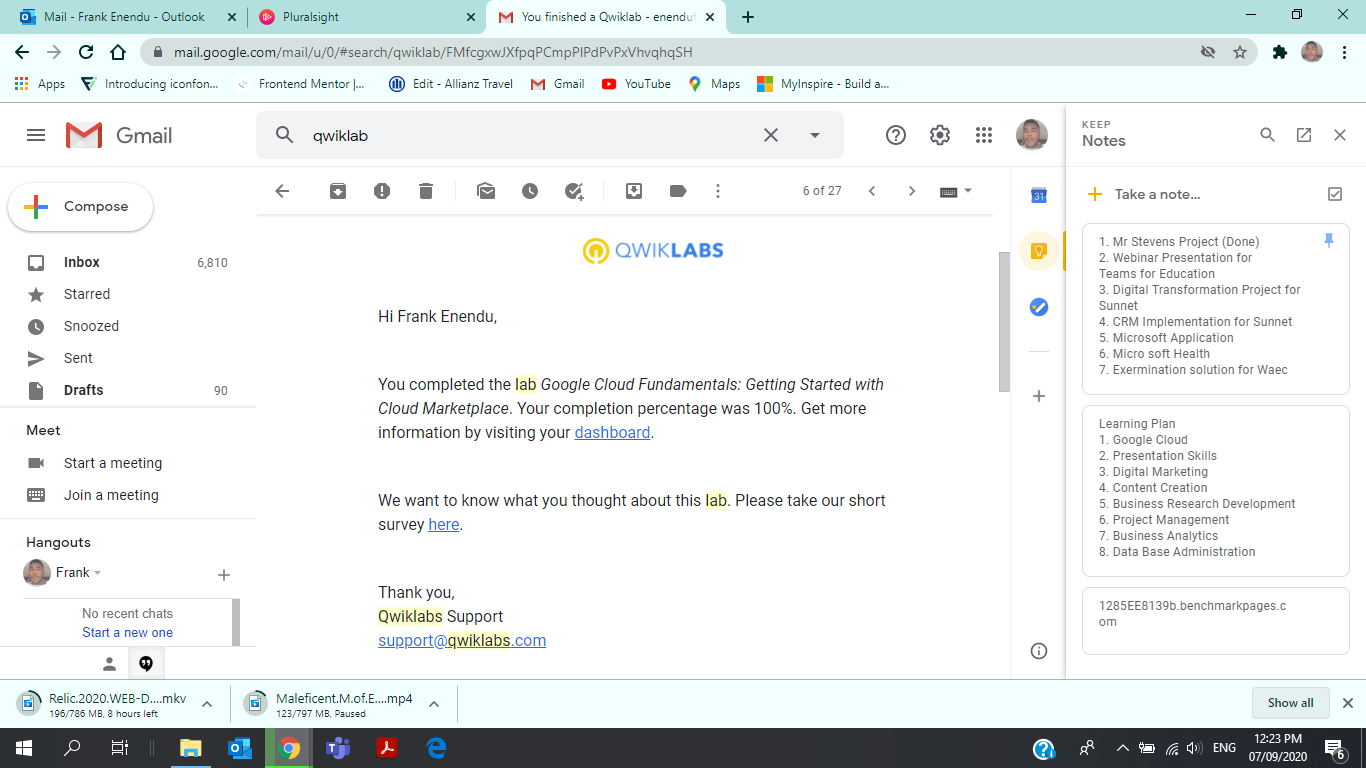 Mail - Frank Enendu - Outlook
Pluralsight
You finished a Qwiklab - enenduf
mail.google.com/mail/u/0/#search/qwiklab/FMfcgxwJXfpqPCmpPlPdPvPxVhvqhqSH
Apps
Introducing iconfon...
Frontend Mentor |...
Edit - Allianz Travel
Gmail
YouTube
Maps
MyInspire - Build a...
Gmail
qwiklab
KEEP
Notes
Compose
6 of 27
31
Take a note...
Inbox 6,810
Starred
Snoozed
Sent
Drafts 90
Meet
Start a meeting
Join a meeting
Hangouts
Frank
No recent chats
Start a new one
QWIKLABS
Hi Frank Enendu,
You completed the lab Google Cloud Fundamentals: Getting Started with
Cloud Marketplace. Your completion percentage was 100%. Get more
information by visiting your dashboard.
We want to know what you thought about this lab. Please take our short
survey here.
Thank you,
Qwiklabs Support
support@qwiklabs.com
1. Mr Stevens Project (Done)
2. Webinar Presentation for
Teams for Education
3. Digital Transformation Project for
Sunnet
4. CRM Implementation for Sunnet
5. Microsoft Application
6. Micro soft Health
7. Exermination solution for Waec
Learning Plan
1. Google Cloud
2. Presentation Skills
3. Digital Marketing
4. Content Creation
5. Business Research Development
6. Project Management
7. Business Analytics
8. Data Base Administration
1285EE8139b.benchmarkpages.c
om
Relic.2020.WEB-D....mkv
196/786 MB, 8 hours left
Maleficent.M.of.E....mp4
123/797 MB, Paused
Show all
ENG
12:23 PM
07/09/2020
6